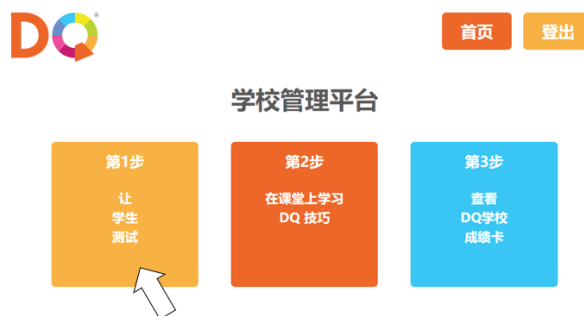 DQ
首页
登出
学校管理平台
第1步
让
学生
测试
第2步
在课堂上学习
DQ 技巧
第3步
查看
DQ学校
成绩卡